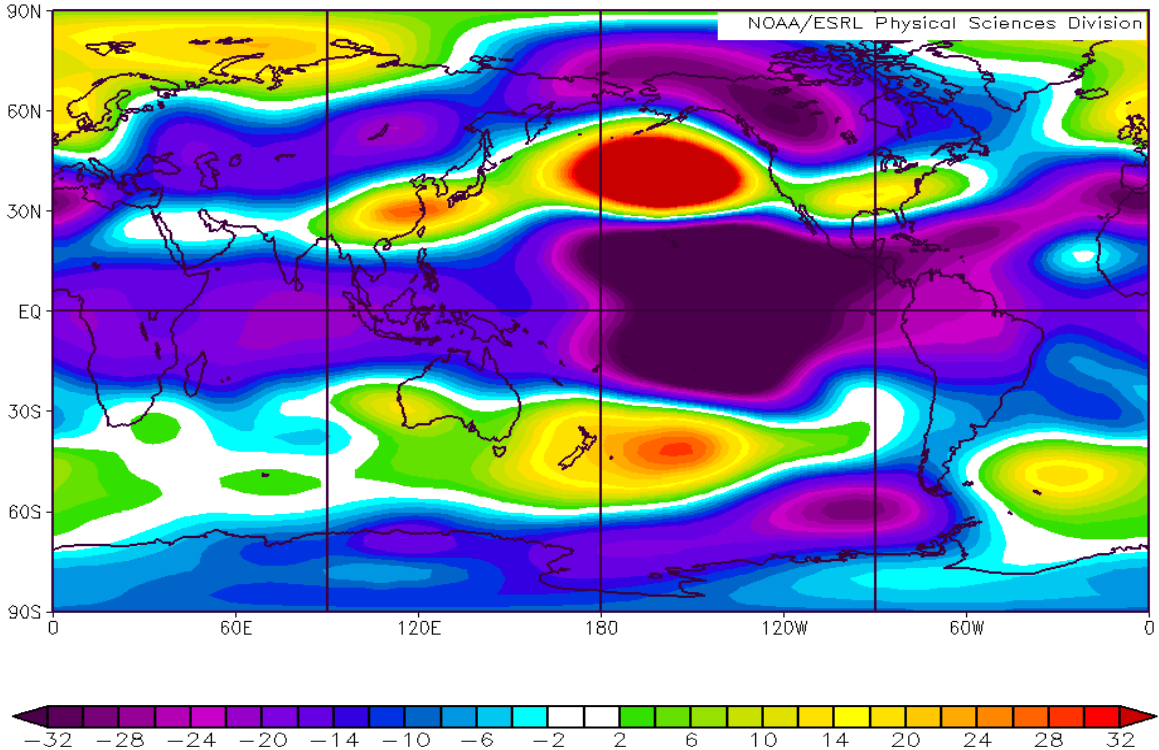 NOAA/ESRL Physical Sciences Division
90N
60N
30N
EQ
30S
60S
90S
0 60E 120E 180 120W 60W 0
−32 −28 −24 −20 −14 −10 −6 −2 2 6 10 14 20 24 28 32